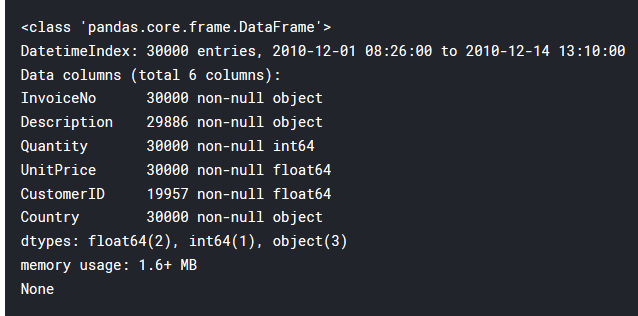 <class 'pandas.core.frame.DataFrame'>
DatetimeIndex: 30000 entries, 2010-12-01 08:26:00 to 2010-12-14 13:10:00
Data columns (total 6 columns):
InvoiceNo      30000 non-null object
Description    29886 non-null object
Quantity       30000 non-null int64
UnitPrice      30000 non-null float64
CustomerID     19957 non-null float64
Country        30000 non-null object
dtypes: float64(2), int64(1), object(3)
memory usage: 1.6+ MB
None